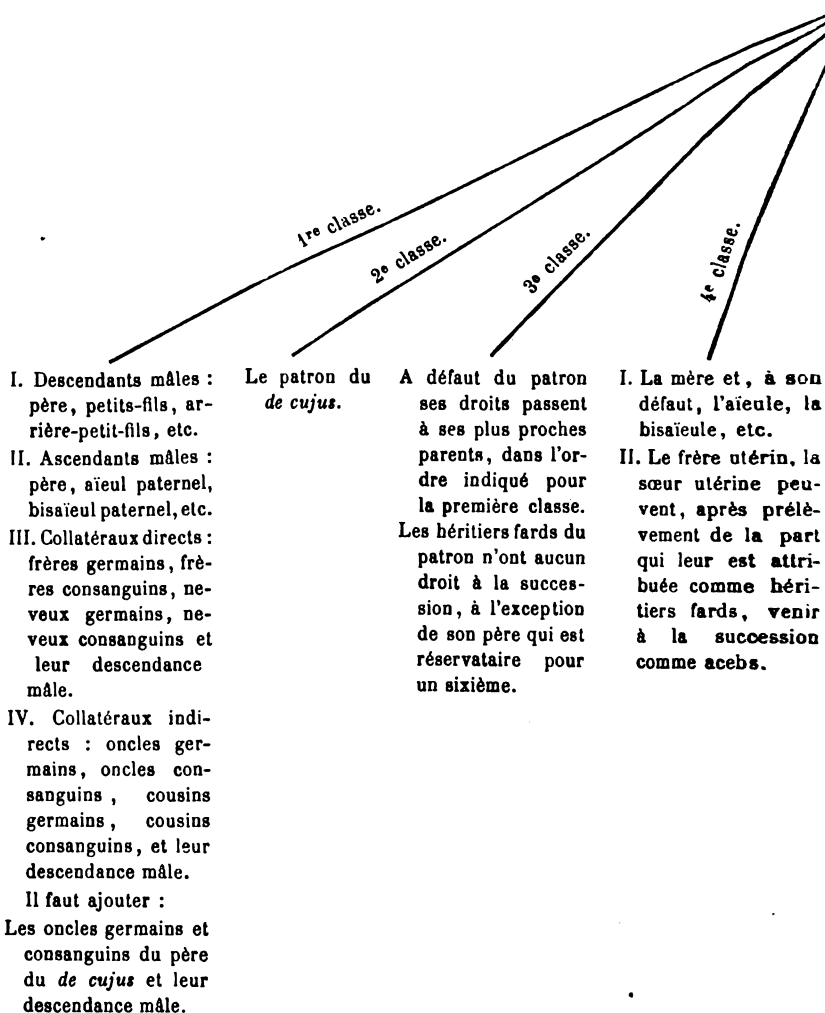 1re classe.
2e classe.
3e classe.
4e classe.
I. Descendants mâles :
père, petits-fils, ar-
rière-petit-fils, etc.
II. Ascendants mâles :
père, aïeul paternel,
bisaïeul paternel, etc.
III. Collatéraux directs :
frères germains, frè-
res consanguins, ne-
veux germains, ne-
veux consanguins et
leur descendance
mâle.
IV. Collatéraux indi-
rects : oncles ger-
mains, oncles con-
sanguins, cousins
germains, cousins
consanguins, et leur
descendance mâle.
Il faut ajouter :
Les oncles germains et
consanguins du père
du de cujus et leur
descendance mâle.
Le patron du
de cujus.
A défaut du patron
ses droits passent
à ses plus proches
parents, dans l'or-
dre indiqué pour
la première classe.
Les héritiers fards du
patron n'ont aucun
droit à la succes-
sion, à l'exception
de son père qui est
réservataire pour
un sixième.
I. La mère et, à son
défaut, l'aïeule, la
bisaïeule, etc.
II. Le frère utérin, la
sœur utérine peu-
vent, après prélè-
vement de la part
qui leur est attri-
buée comme héri-
tiers fards, venir
à la succession
comme acebs.